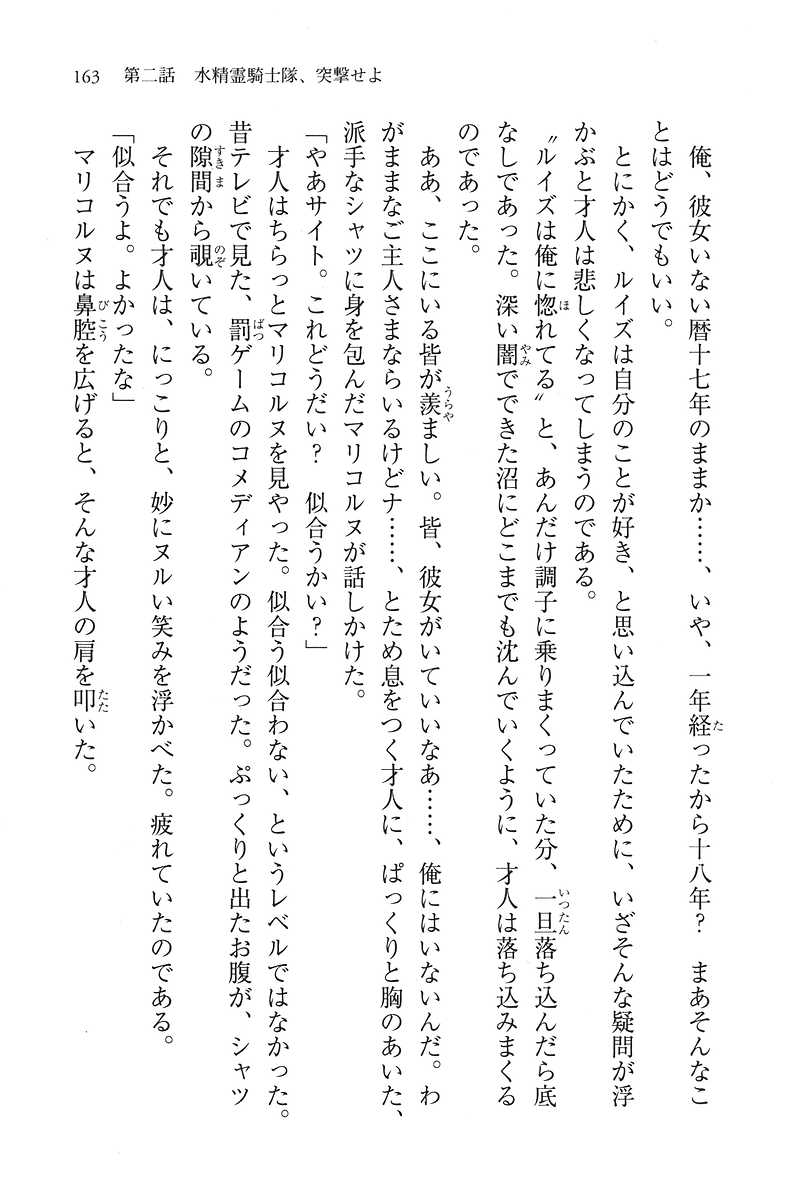 163 第二話 水精霊騎士隊、突撃せよ
俺、彼女いない暦十七年のままか……、いや、一年経ったから十八年？ まあそんなこ
とはどうでもいい。
とにかく、ルイズは自分のことが好き、と思い込んでいたために、いざそんな疑問が浮
かぶと才人は悲しくなってしまうのである。
〝ルイズは俺に惚れてる〟と、あんだけ調子に乗りまくっていた分、一旦落ち込んだら底
なしであった。深い闇でできた沼にどこまでも沈んでいくように、才人は落ち込みまくる
のであった。
ああ、ここにいる皆が羨ましい。皆、彼女がいていいなあ……、俺にはいないんだ。わ
がままなご主人さまならいるけどナ……、とため息をつく才人に、ぱっくりと胸のあいた、
派手なシャツに身を包んだマリコルヌが話しかけた。
「やあサイト。これどうだい？ 似合うかい？」
才人はちらっとマリコルヌを見やった。似合う似合わない、というレベルではなかった。
昔テレビで見た、罰ゲームのコメディアンのようだった。ぷっくりと出たお腹が、シャツ
の隙間から覗いている。
それでも才人は、にっこりと、妙にヌルい笑みを浮かべた。疲れていたのである。
「似合うよ。よかったな」
マリコルヌは鼻腔を広げると、そんな才人の肩を叩いた。